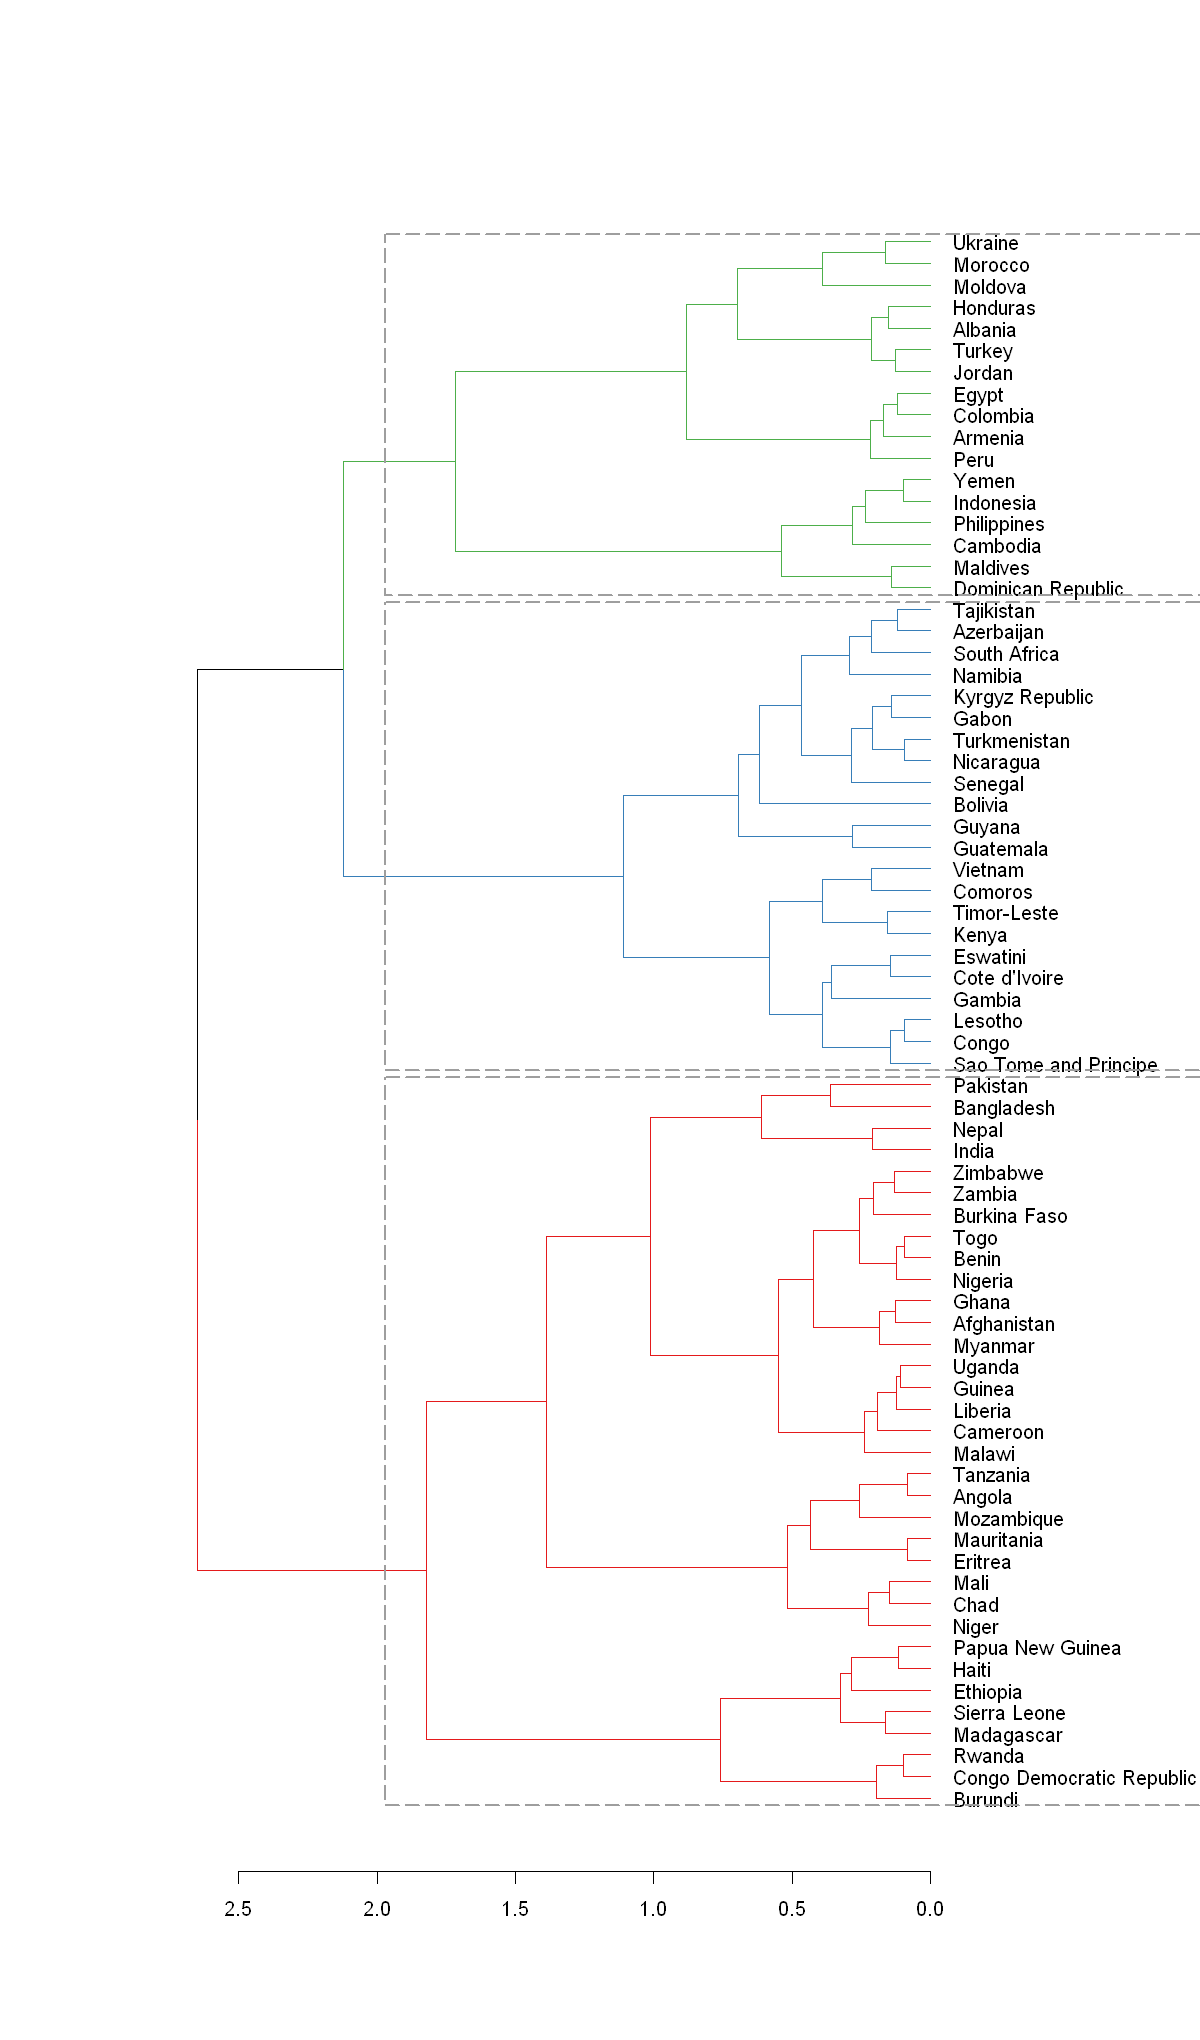 Ukraine
Morocco
Moldova
Honduras
Albania
Turkey
Jordan
Egypt
Colombia
Armenia
Peru
Yemen
Indonesia
Philippines
Cambodia
Maldives
Dominican Republic
Tajikistan
Azerbaijan
South Africa
Namibia
Kyrgyz Republic
Gabon
Turkmenistan
Nicaragua
Senegal
Bolivia
Guyana
Guatemala
Vietnam
Comoros
Timor-Leste
Kenya
Eswatini
Cote d'Ivoire
Gambia
Lesotho
Congo
Sao Tome and Principe
Pakistan
Bangladesh
Nepal
India
Zimbabwe
Zambia
Burkina Faso
Togo
Benin
Nigeria
Ghana
Afghanistan
Myanmar
Uganda
Guinea
Liberia
Cameroon
Malawi
Tanzania
Angola
Mozambique
Mauritania
Eritrea
Mali
Chad
Niger
Papua New Guinea
Haiti
Ethiopia
Sierra Leone
Madagascar
Rwanda
Congo Democratic Republic
Burundi
2.5 2.0 1.5 1.0 0.5 0.0